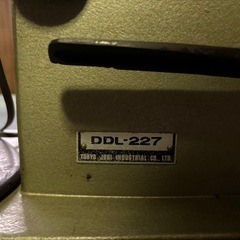 DDL-227
TOKYO JUKI INDUSTRIAL CO., LTD.